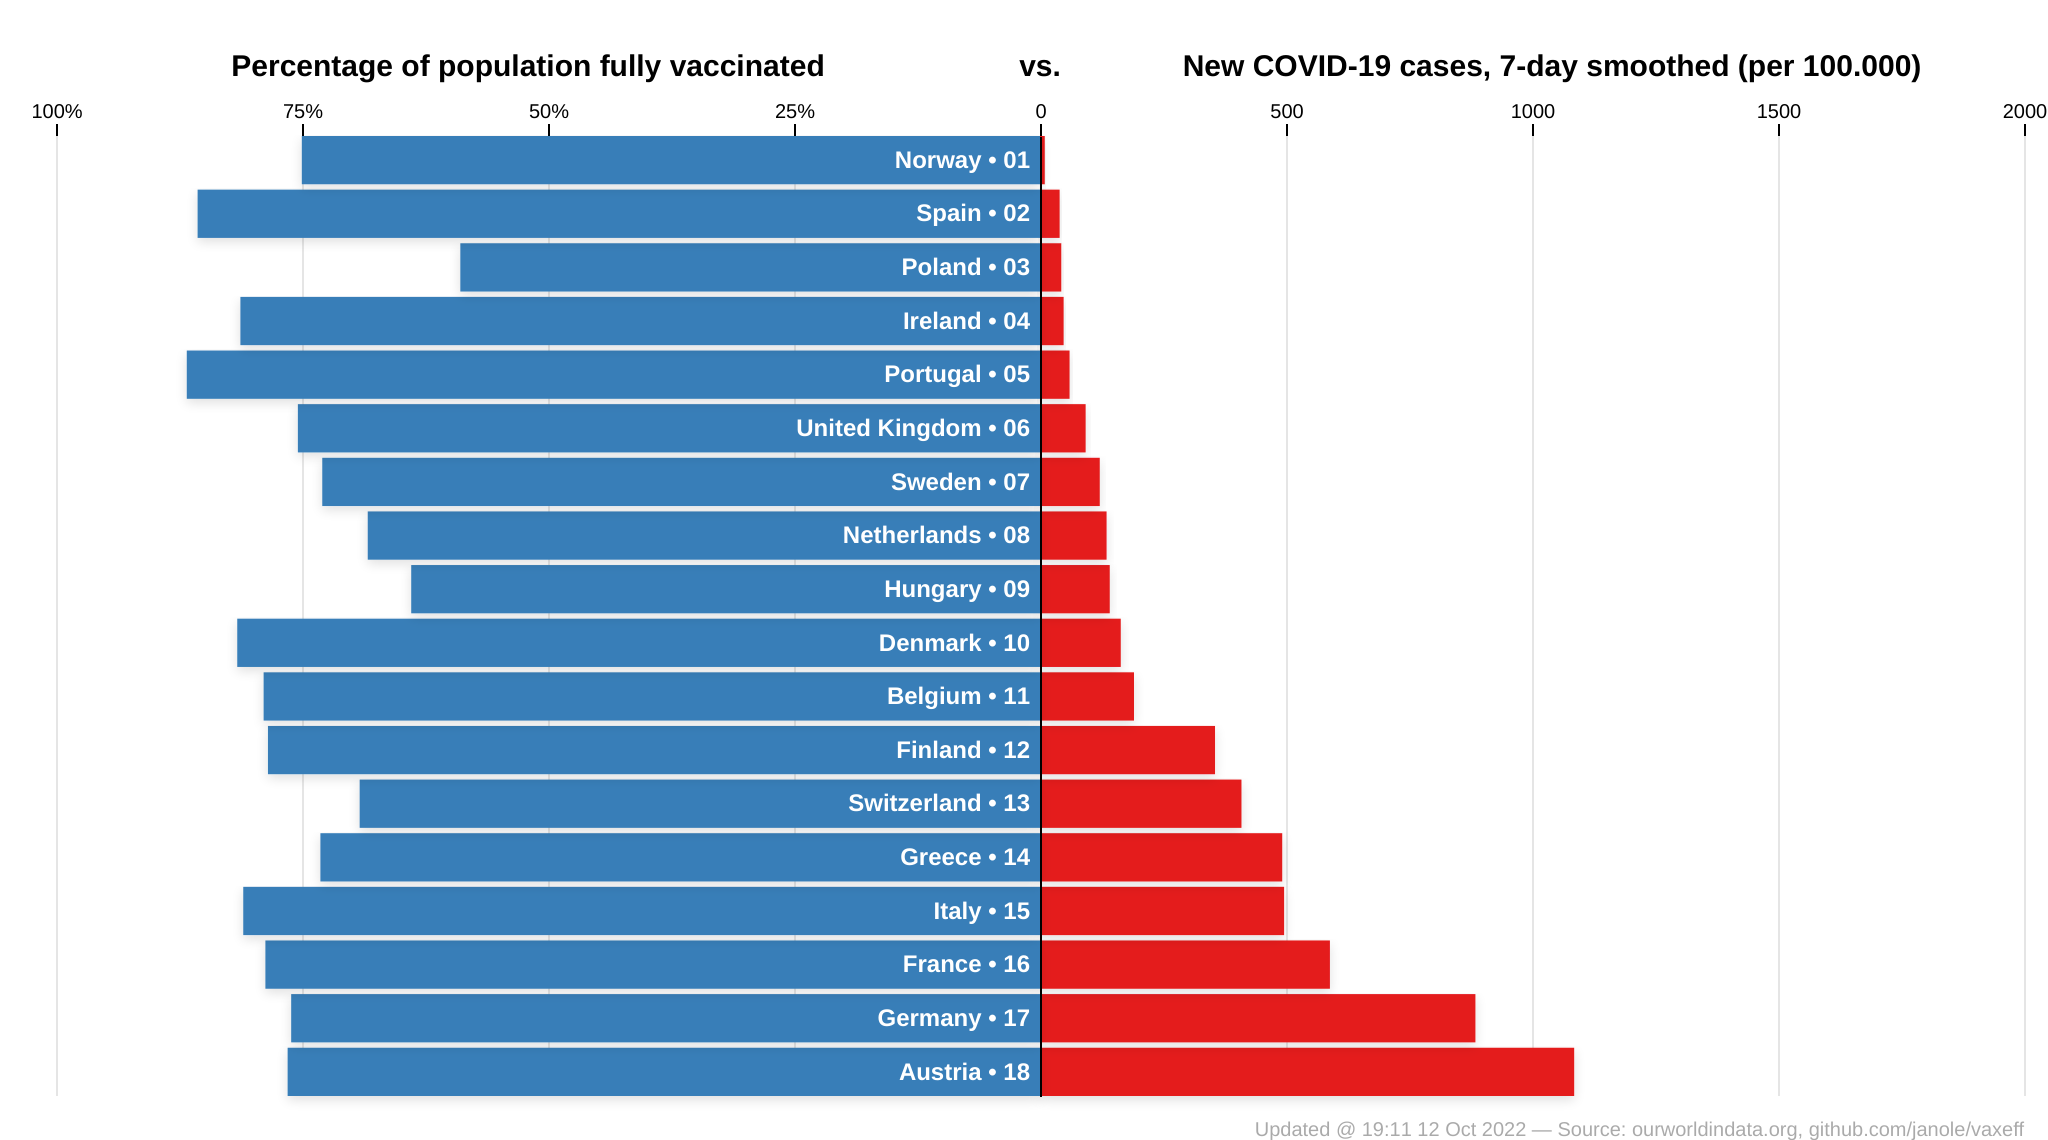 Percentage of population fully vaccinated vs. New COVID-19 cases, 7-day smoothed (per 100.000)
100% 75% 50% 25% 0 500 1000 1500 2000
Norway • 01
Spain • 02
Poland • 03
Ireland • 04
Portugal • 05
United Kingdom • 06
Sweden • 07
Netherlands • 08
Hungary • 09
Denmark • 10
Belgium • 11
Finland • 12
Switzerland • 13
Greece • 14
Italy • 15
France • 16
Germany • 17
Austria • 18
Updated @ 19:11 12 Oct 2022 — Source: ourworldindata.org, github.com/janole/vaxeff